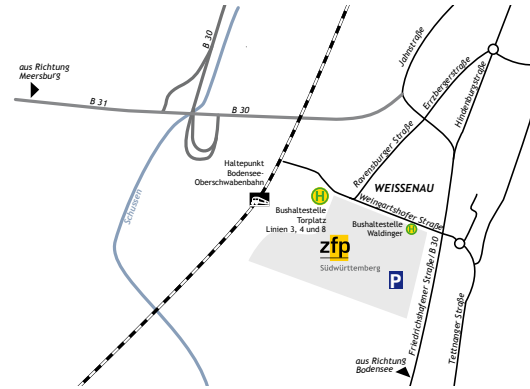 B 30
aus Richtung
Meersburg
B 31
B 30
Jahnstraße
Errzbergerstraße
Hindenburgstraße
Ravensburger Straße
Haltepunkt
Bodensee-
Oberschwabenbahn
Schussen
WEISSENAU
Weingartshofer Straße
H
Bushaltestelle
Torplatz
Linien 3, 4 und 8
Bushaltestelle
Waldinger
H
zfp
Südwürttemberg
P
Friedrichshafener Straße/B 30
Tettnanger Straße
aus Richtung
Bodensee